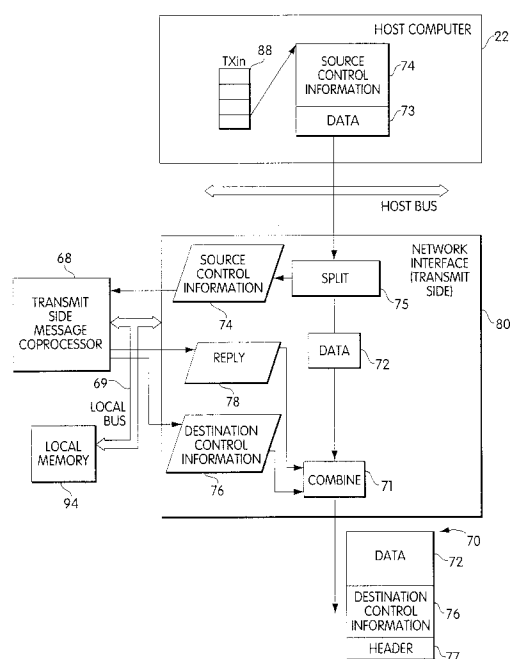 HOST COMPUTER
22
88
TXin
SOURCE
CONTROL
INFORMATION
74
DATA
73
HOST BUS
68
TRANSMIT
SIDE
MESSAGE
COPROCESSOR
SOURCE
CONTROL
INFORMATION
74
SPLIT
75
NETWORK
INTERFACE
(TRANSMIT
SIDE)
80
DATA
72
REPLY
78
69
LOCAL
BUS
LOCAL
MEMORY
94
DESTINATION
CONTROL
INFORMATION
76
COMBINE
71
70
DATA
72
DESTINATION
CONTROL
INFORMATION
76
HEADER
77